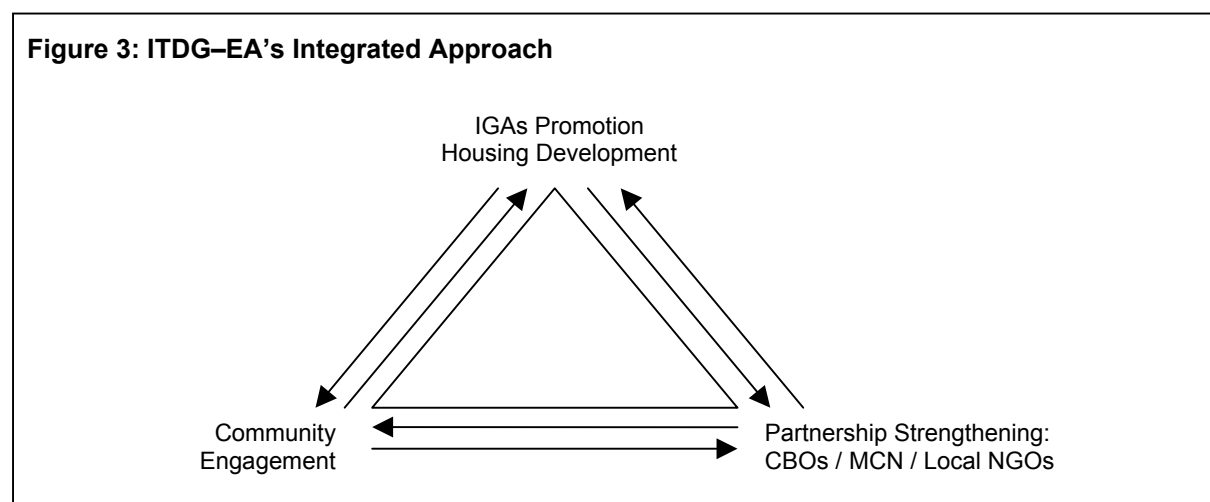 Figure 3: ITDG–EA’s Integrated Approach
IGAs Promotion
Housing Development
Community
Engagement
Partnership Strengthening:
CBOs / MCN / Local NGOs